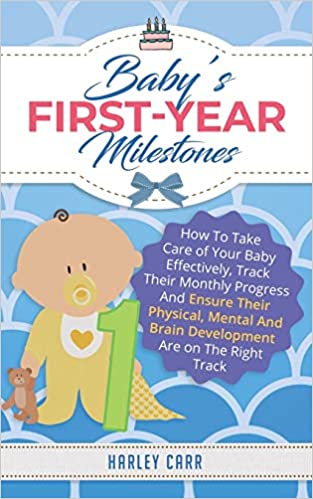 Baby's
FIRST-YEAR
Milestones
How To Take
Care of Your Baby
Effectively, Track
Their Monthly Progress
And Ensure Their
Physical, Mental And
Brain Development
Are on The Right
Track
1
HARLEY CARR